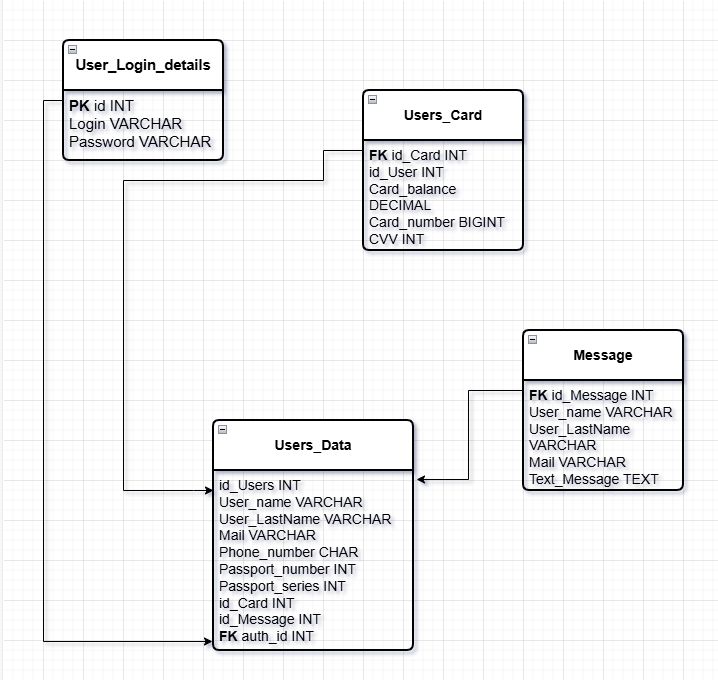 User_Login_details
PK id INT
Login VARCHAR
Password VARCHAR
Users_Card
FK id_Card INT
id_User INT
Card_balance
DECIMAL
Card_number BIGINT
CVV INT
Message
FK id_Message INT
User_name VARCHAR
User_LastName
VARCHAR
Mail VARCHAR
Text_Message TEXT
Users_Data
id_Users INT
User_name VARCHAR
User_LastName VARCHAR
Mail VARCHAR
Phone_number CHAR
Passport_number INT
Passport_series INT
id_Card INT
id_Message INT
FK auth_id INT